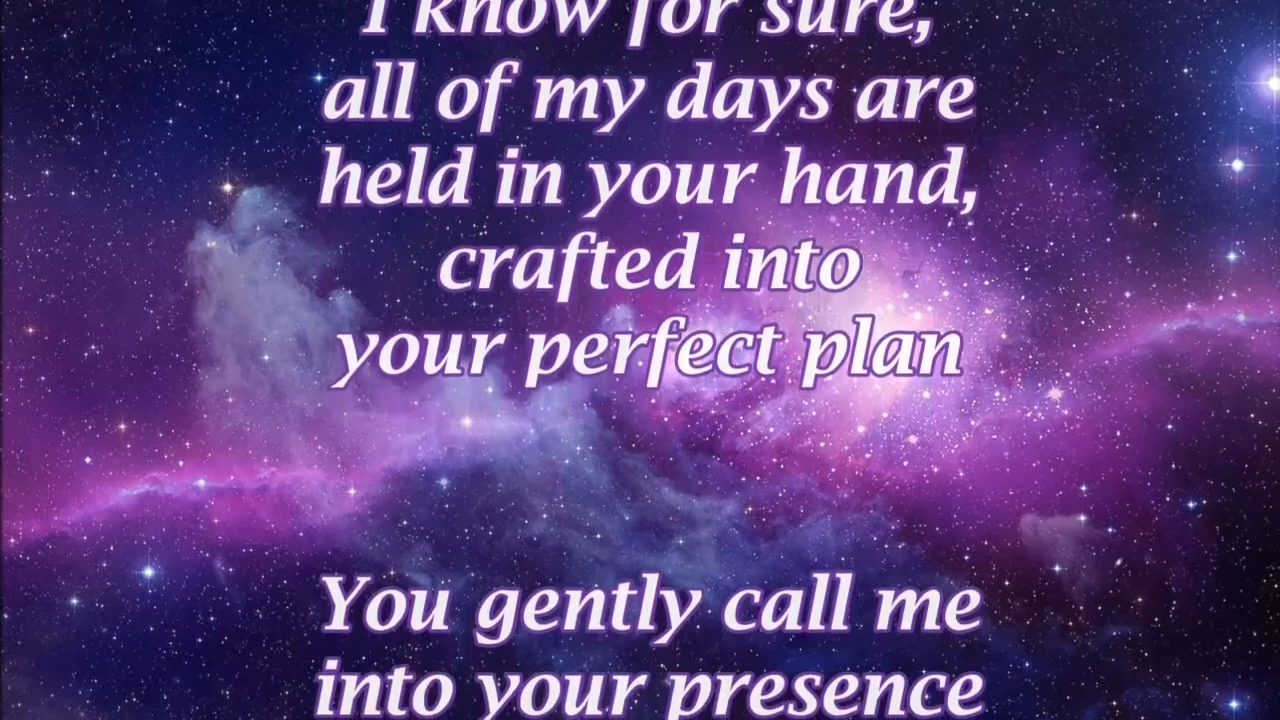 I know for sure,
all of my days are
held in your hand,
crafted into
your perfect plan
You gently call me
into your presence